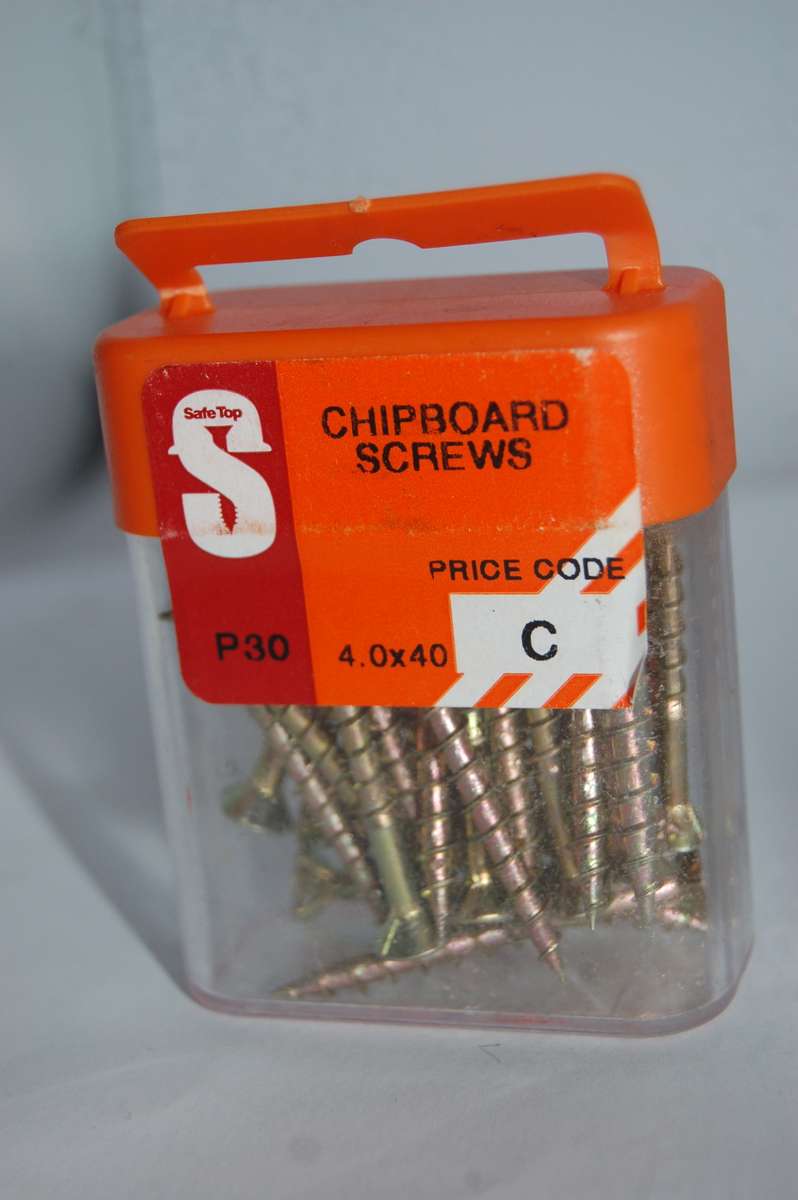 Safe Top
CHIPBOARD
SCREWS
PRICE CODE
C
P30
4.0x40